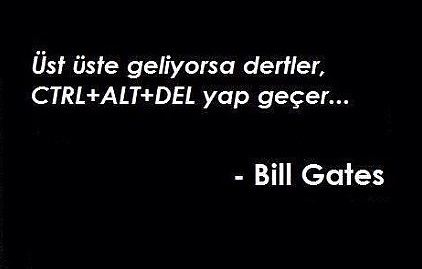 Üst üste geliyorsa dertler,
CTRL+ALT+DEL yap geçer...
- Bill Gates